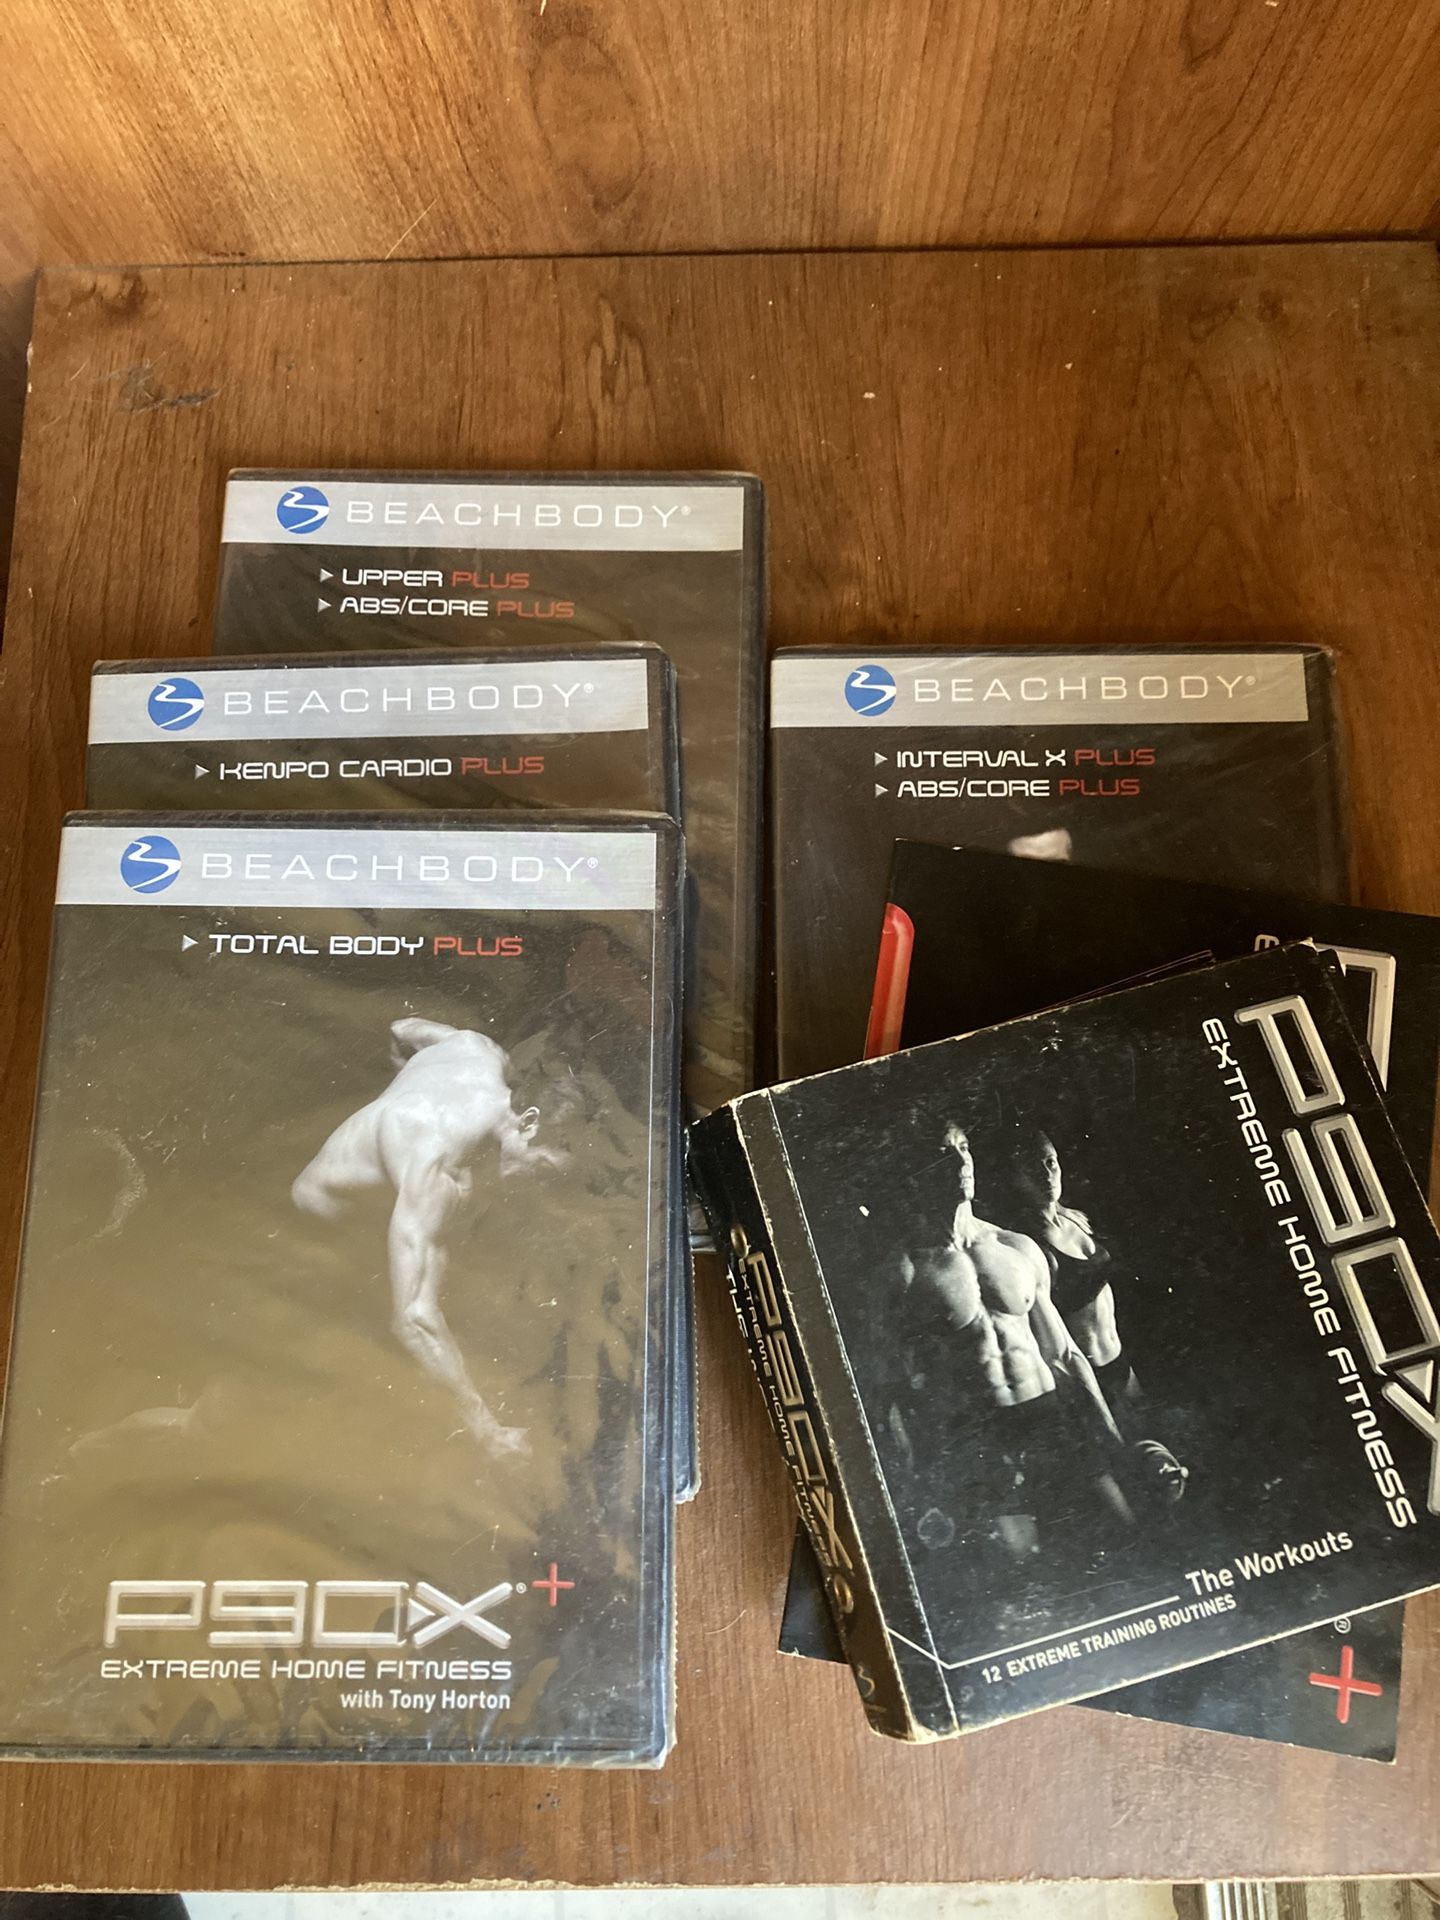 BEACHBODY®
UPPER PLUS
ABS/CORE PLUS
BEACHBODY®
KENPO CARDIO PLUS
BEACHBODY®
TOTAL BODY PLUS
P90X®+
EXTREME HOME FITNESS
with Tony Horton
BEACHBODY®
INTERVAL X PLUS
ABS/CORE PLUS
P90X
EXTREME HOME FITNESS
The Workouts
12 EXTREME TRAINING ROUTINES
P90X
EXTREME HOME FITNESS
® +